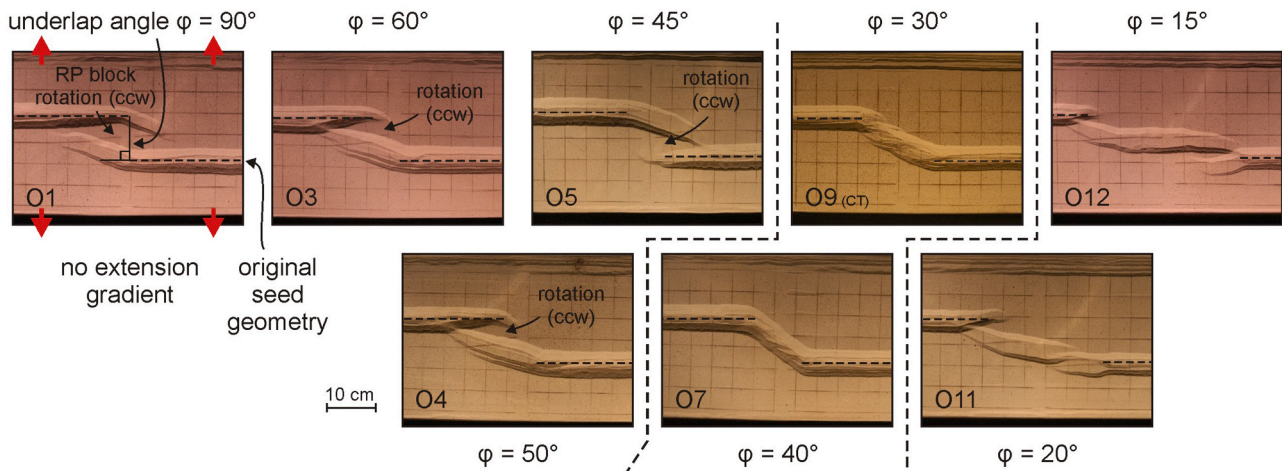 underlap angle φ = 90°
φ = 60°
φ = 45°
φ = 30°
φ = 15°
RP block
rotation (ccw)
O1
rotation
(ccw)
O3
rotation
(ccw)
O5
O9 (CT)
O12
no extension
gradient
original
seed
geometry
10 cm
rotation
(ccw)
O4
O7
O11
φ = 50°
φ = 40°
φ = 20°